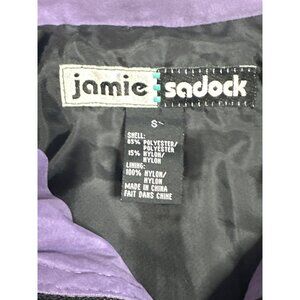 jamie sadock
S
SHELL:
85% POLYESTER/
POLYESTER
15% NYLON/
NYLON
LINING:
100% NYLON/
NYLON
MADE IN CHINA
FAIT DANS CHINE